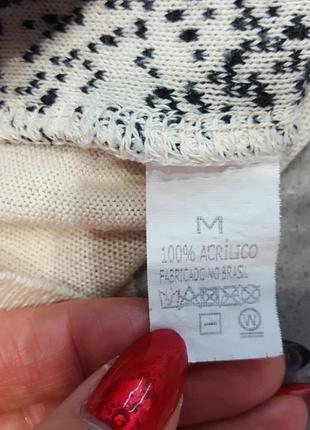 M
100% ACRÍLICO
FABRICADO NO BRASIL
W